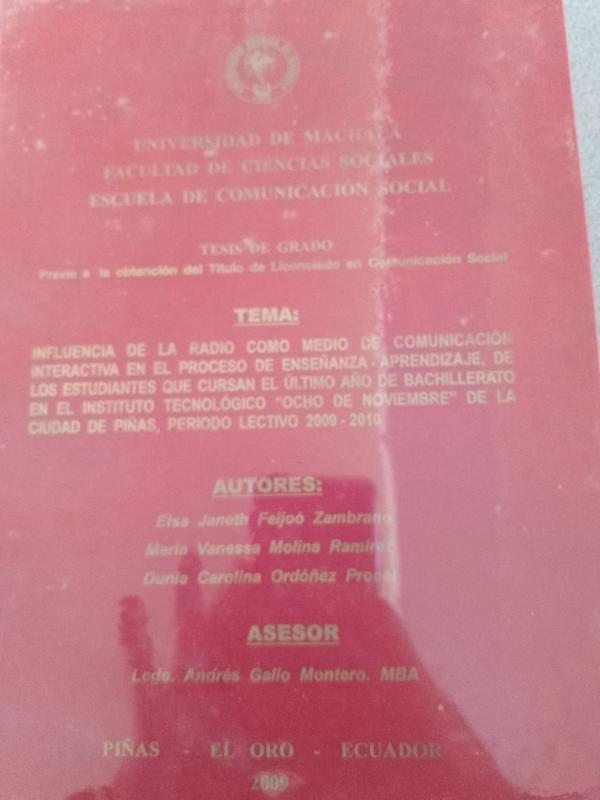 UNIVERSIDAD DE MACHALA
FACULTAD DE CIENCIAS SOCIALES
ESCUELA DE COMUNICACIÓN SOCIAL
TESIS DE GRADO
Previo a la obtención del Título de Licenciado en Comunicación Social
TEMA:
INFLUENCIA DE LA RADIO COMO MEDIO DE COMUNICACIÓN
INTERACTIVA EN EL PROCESO DE ENSEÑANZA - APRENDIZAJE, DE
LOS ESTUDIANTES QUE CURSAN EL ÚLTIMO AÑO DE BACHILLERATO
EN EL INSTITUTO TECNOLÓGICO "OCHO DE NOVIEMBRE" DE LA
CIUDAD DE PIÑAS, PERIODO LECTIVO 2009 - 2010
AUTORES:
Elsa Janeth Feijoó Zambrano
María Vanessa Molina Ramírez
Dunia Carolina Ordóñez Procel
ASESOR
Lcdo. Andrés Gallo Montero. MBA
PIÑAS - EL ORO - ECUADOR
2009